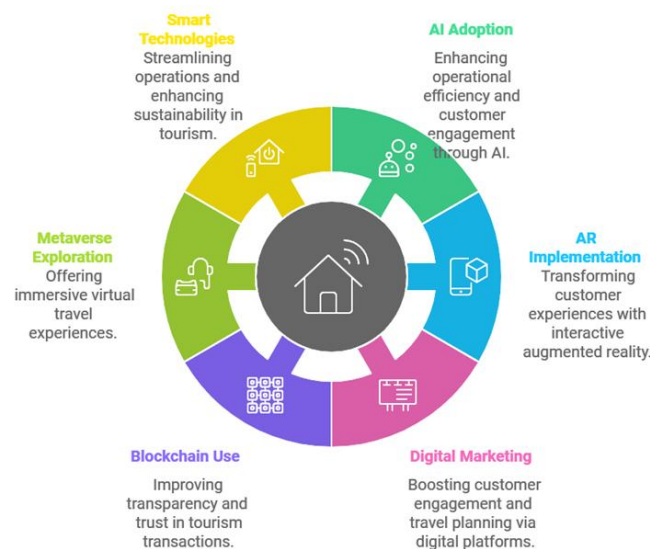 Smart
Technologies
Streamlining
operations and
enhancing
sustainability in
tourism.
AI Adoption
Enhancing
operational
efficiency and
customer
engagement
through AI.
Metaverse
Exploration
Offering
immersive virtual
travel
experiences.
AR
Implementation
Transforming
customer
experiences with
interactive
augmented reality.
Blockchain Use
Improving
transparency and
trust in tourism
transactions.
Digital Marketing
Boosting customer
engagement and
travel planning via
digital platforms.